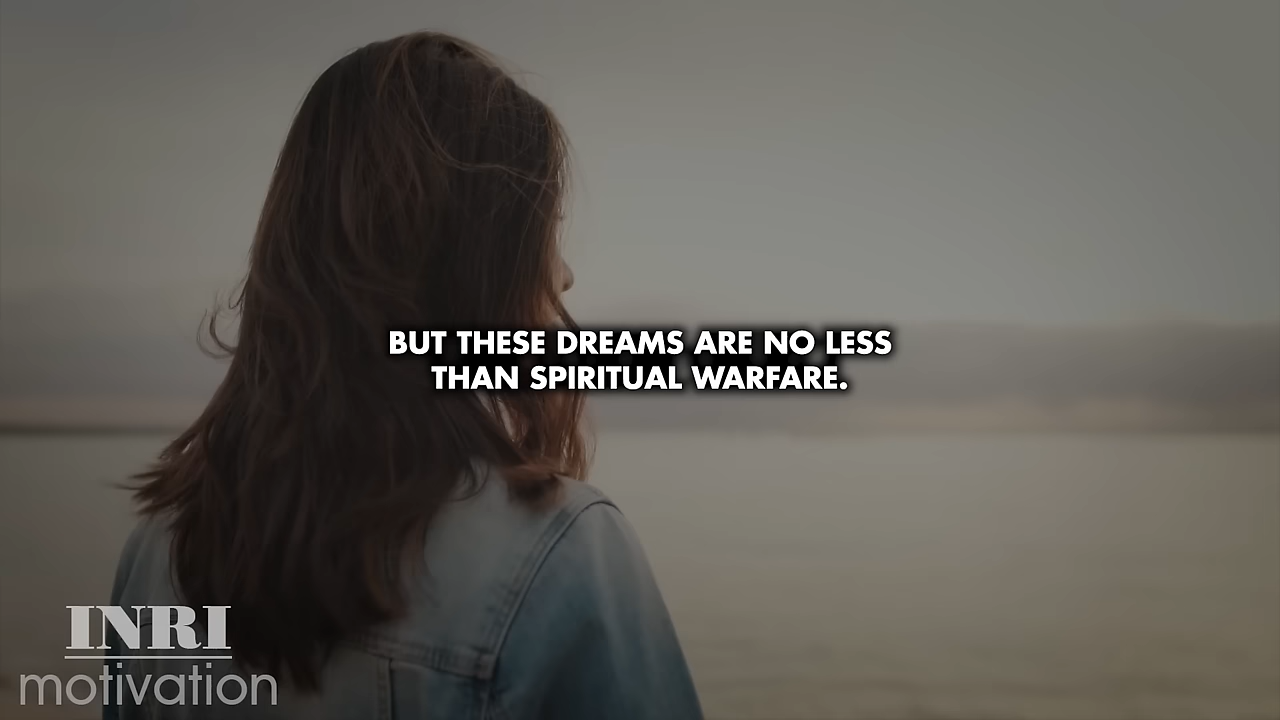 BUT THESE DREAMS ARE NO LESS
THAN SPIRITUAL WARFARE.
INRI
motivation